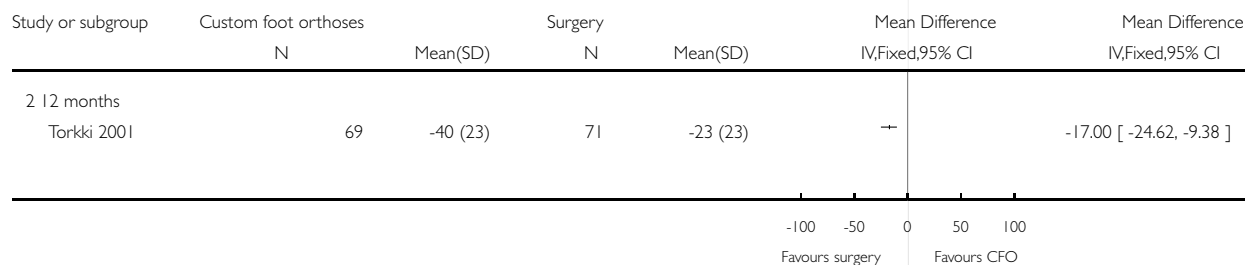 Study or subgroup Custom foot orthoses Surgery Mean Difference Mean Difference
N Mean(SD) N Mean(SD) IV,Fixed,95% CI IV,Fixed,95% CI
2 12 months
Torkki 2001 69 -40 (23) 71 -23 (23) -17.00 [ -24.62, -9.38 ]
-100 -50 0 50 100
Favours surgery Favours CFO